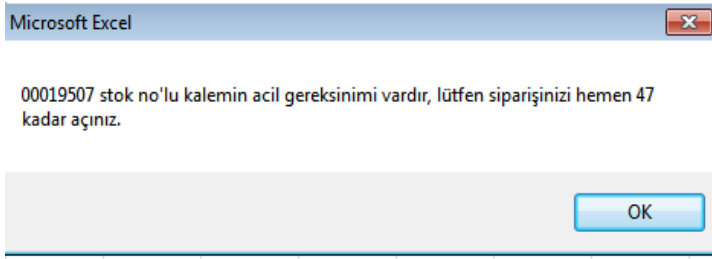 Microsoft Excel
00019507 stok no'lu kalemin acil gereksinimi vardır, lütfen siparişinizi hemen 47
kadar açınız.
OK